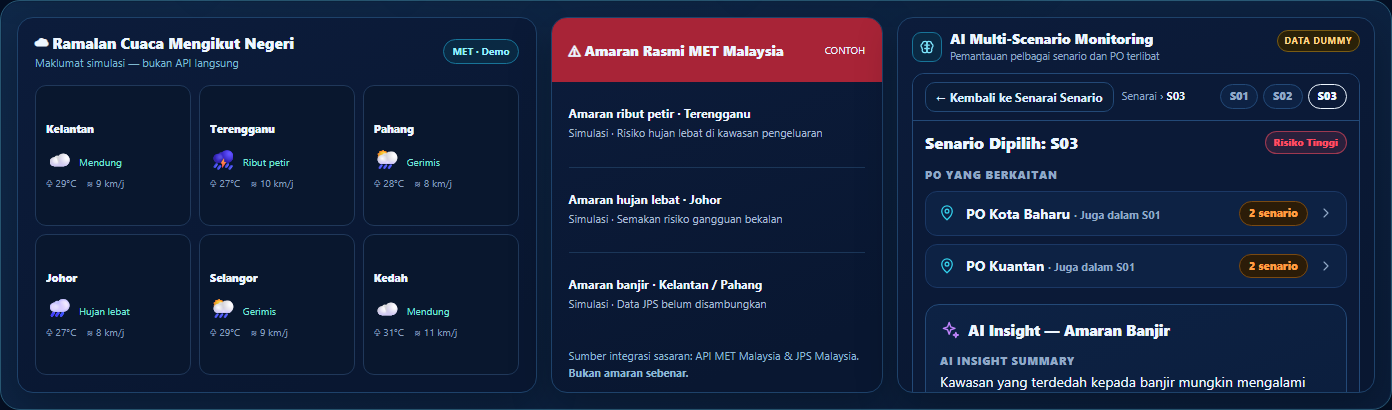 Ramalan Cuaca Mengikut Negeri
Maklumat simulasi — bukan API langsung
MET · Demo
Kelantan
Mendung
29°C ≈ 9 km/j
Terengganu
Ribut petir
27°C ≈ 10 km/j
Pahang
Gerimis
28°C ≈ 8 km/j
Johor
Hujan lebat
27°C ≈ 8 km/j
Selangor
Gerimis
29°C ≈ 9 km/j
Kedah
Mendung
31°C ≈ 11 km/j
⚠ Amaran Rasmi MET Malaysia
CONTOH
Amaran ribut petir · Terengganu
Simulasi · Risiko hujan lebat di kawasan pengeluaran
Amaran hujan lebat · Johor
Simulasi · Semakan risiko gangguan bekalan
Amaran banjir · Kelantan / Pahang
Simulasi · Data JPS belum disambungkan
Sumber integrasi sasaran: API MET Malaysia & JPS Malaysia.
Bukan amaran sebenar.
AI Multi-Scenario Monitoring
Pemantauan pelbagai senario dan PO terlibat
DATA DUMMY
← Kembali ke Senarai Senario
Senarai › S03
S01
S02
S03
Senario Dipilih: S03
Risiko Tinggi
PO YANG BERKAITAN
PO Kota Baharu · Juga dalam S01
2 senario
PO Kuantan · Juga dalam S01
2 senario
AI Insight — Amaran Banjir
AI INSIGHT SUMMARY
Kawasan yang terdedah kepada banjir mungkin mengalami